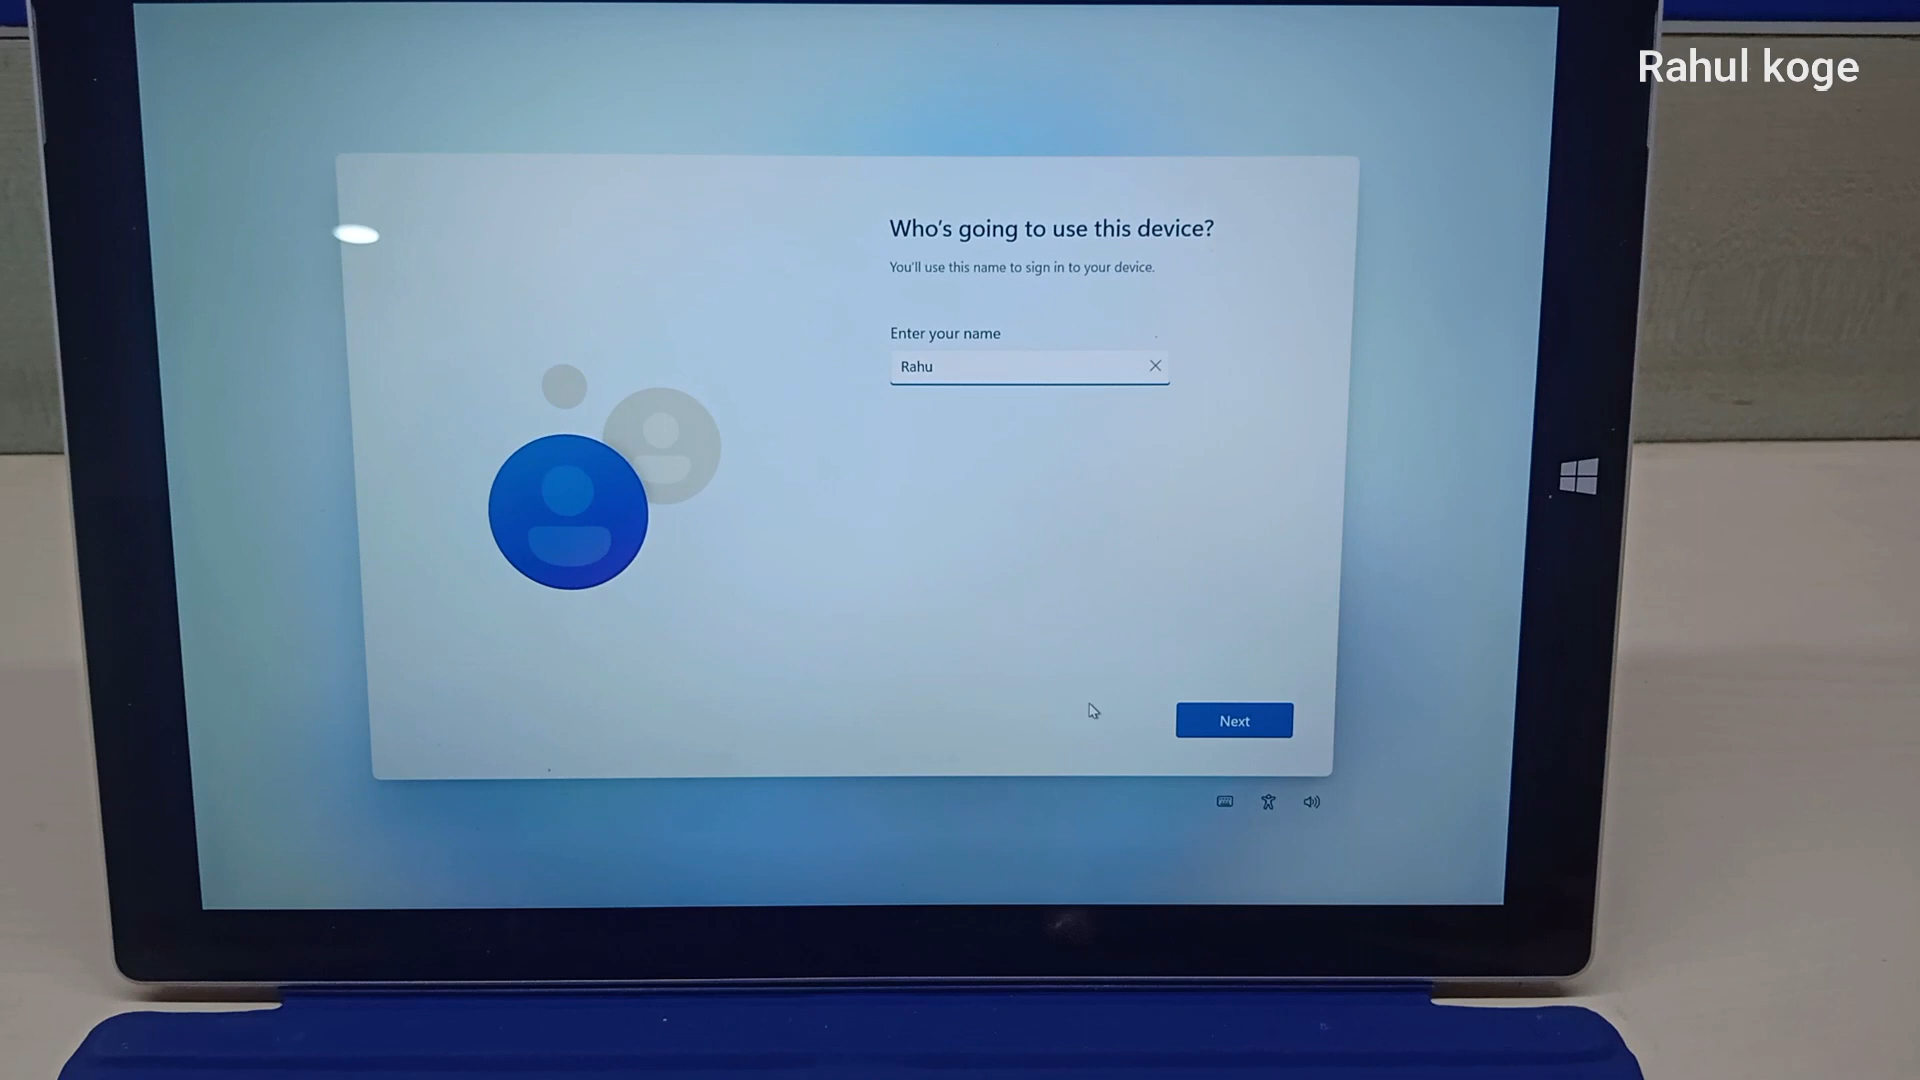 Rahul koge
Who's going to use this device?
You'll use this name to sign in to your device.
Enter your name
Rahu
Next